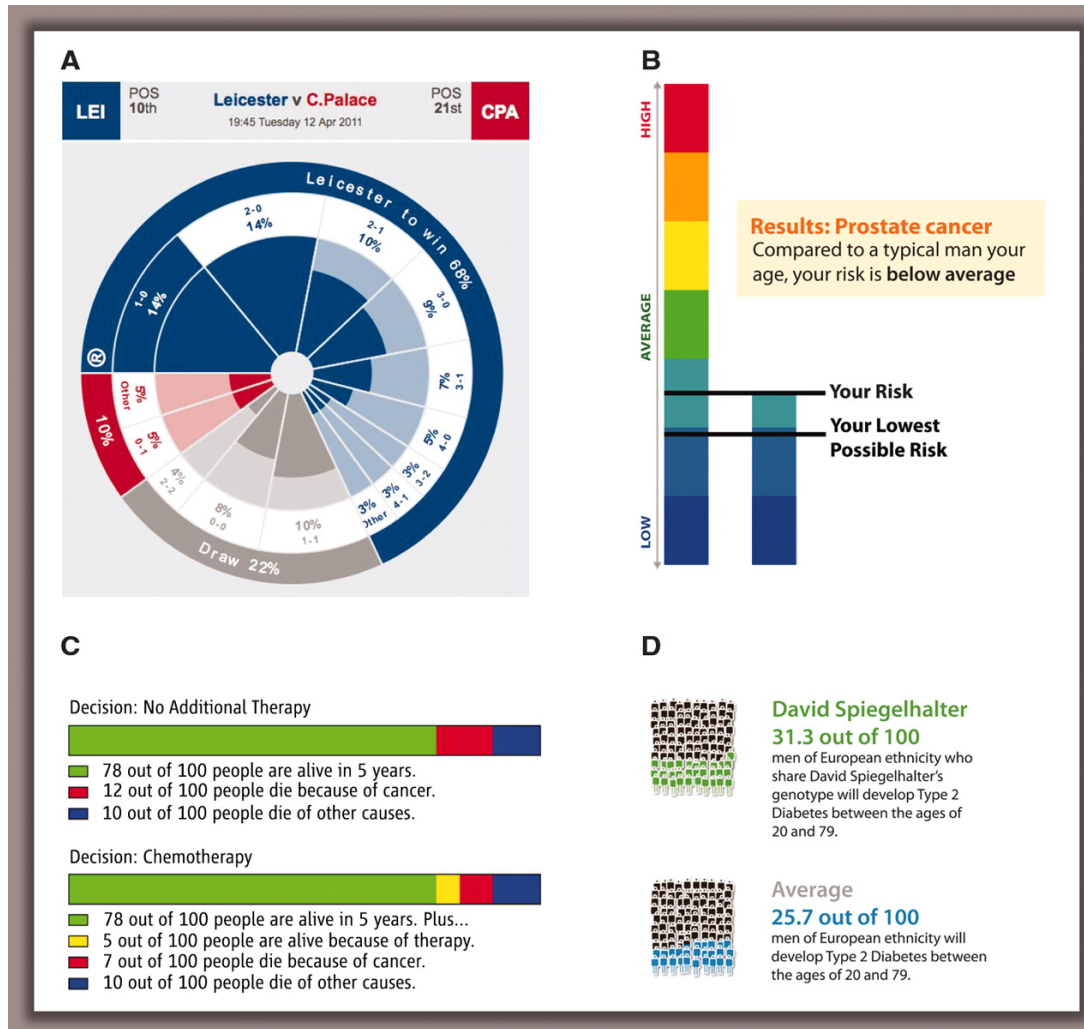 A
LEI
POS
10th
Leicester v C.Palace
19:45 Tuesday 12 Apr 2011
POS
21st
CPA
Leicester to win 68%
®
1-0
14%
2-0
14%
2-1
10%
3-0
9%
7%
3-1
5%
4-0
3%
3-2
3%
4-1
3%
Other
Draw 22%
10%
1-1
8%
0-0
4%
2-2
10%
5%
0-1
5%
Other
B
HIGH
AVERAGE
LOW
Results: Prostate cancer
Compared to a typical man your
age, your risk is below average
Your Risk
Your Lowest
Possible Risk
C
Decision: No Additional Therapy
78 out of 100 people are alive in 5 years.
12 out of 100 people die because of cancer.
10 out of 100 people die of other causes.
Decision: Chemotherapy
78 out of 100 people are alive in 5 years. Plus...
5 out of 100 people are alive because of therapy.
7 out of 100 people die because of cancer.
10 out of 100 people die of other causes.
D
David Spiegelhalter
31.3 out of 100
men of European ethnicity who
share David Spiegelhalter's
genotype will develop Type 2
Diabetes between the ages of
20 and 79.
Average
25.7 out of 100
men of European ethnicity will
develop Type 2 Diabetes between
the ages of 20 and 79.